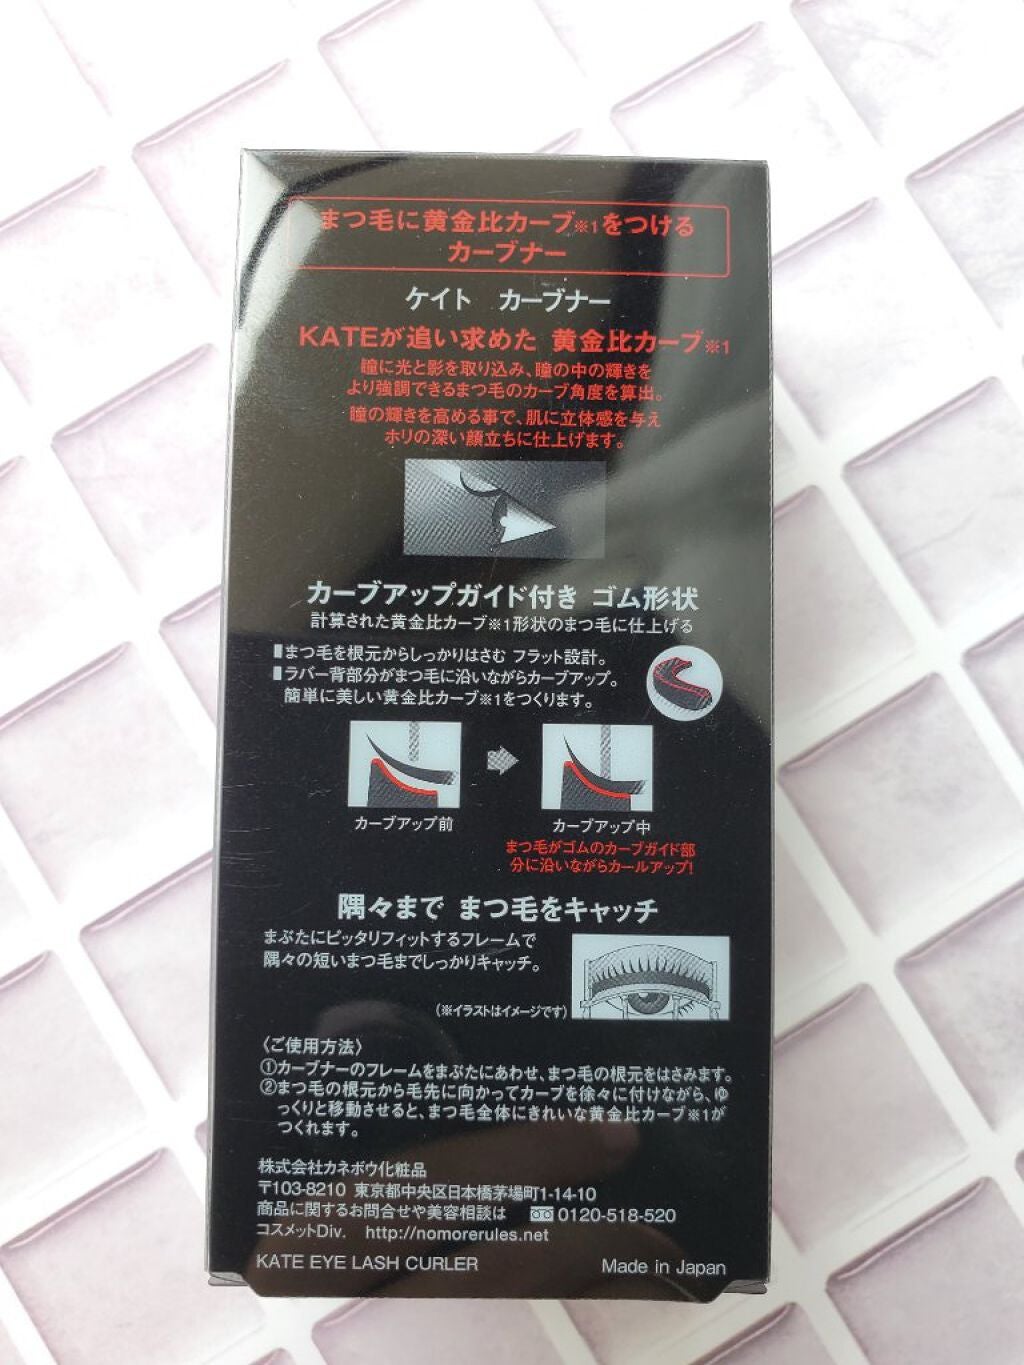 まつ毛に黄金比カーブ※1をつける
カーブナー
ケイト カーブナー
KATEが追い求めた 黄金比カーブ※1
瞳に光と影を取り込み、瞳の中の輝きを
より強調できるまつ毛のカーブ角度を算出。
瞳の輝きを高める事で、肌に立体感を与え
ホリの深い顔立ちに仕上げます。
カーブアップガイド付き ゴム形状
計算された黄金比カーブ※1形状のまつ毛に仕上げる
▮まつ毛を根元からしっかりはさむ フラット設計。
▮ラバー背部分がまつ毛に沿いながらカーブアップ。
簡単に美しい黄金比カーブ※1をつくります。
カーブアップ前
カーブアップ中
まつ毛がゴムのカーブガイド部
分に沿いながらカールアップ!
隅々まで まつ毛をキャッチ
まぶたにピッタリフィットするフレームで
隅々の短いまつ毛までしっかりキャッチ。
(※イラストはイメージです)
〈ご使用方法〉
①カーブナーのフレームをまぶたにあわせ、まつ毛の根元をはさみます。
②まつ毛の根元から毛先に向かってカーブを徐々に付けながら、ゆ
っくりと移動させると、まつ毛全体にきれいな黄金比カーブ※1が
つくれます。
株式会社カネボウ化粧品
〒103-8210 東京都中央区日本橋茅場町1-14-10
商品に関するお問合せや美容相談は 0120-518-520
コスメットDiv. http://nomorerules.net
KATE EYE LASH CURLER Made in Japan